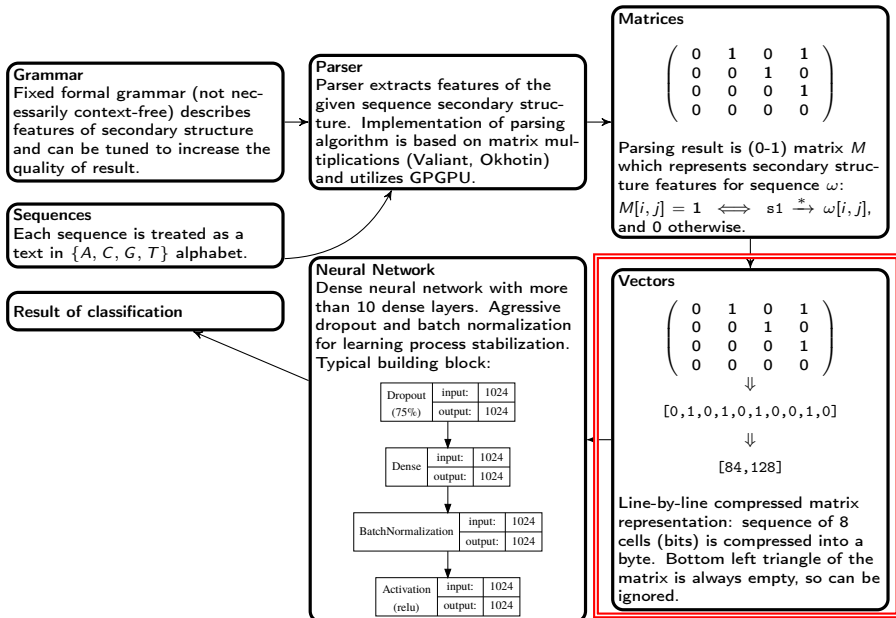 Grammar
Fixed formal grammar (not nec-
essarily context-free) describes
features of secondary structure
and can be tuned to increase the
quality of result.
Sequences
Each sequence is treated as a
text in {A, C, G, T} alphabet.
Parser
Parser extracts features of the
given sequence secondary struc-
ture. Implementation of parsing
algorithm is based on matrix mul-
tiplications (Valiant, Okhotin)
and utilizes GPGPU.
Matrices
0 1 0 1
0 0 1 0
0 0 0 1
0 0 0 0
Parsing result is (0-1) matrix M
which represents secondary struc-
ture features for sequence ω:
M[i, j] = 1 ⟺ s1 →* ω[i, j],
and 0 otherwise.
Vectors
0 1 0 1
0 0 1 0
0 0 0 1
0 0 0 0
⇓
[0,1,0,1,0,1,0,0,1,0]
⇓
[84,128]
Line-by-line compressed matrix
representation: sequence of 8
cells (bits) is compressed into a
byte. Bottom left triangle of the
matrix is always empty, so can be
ignored.
Neural Network
Dense neural network with more
than 10 dense layers. Agressive
dropout and batch normalization
for learning process stabilization.
Typical building block:
Dropout (75%) input: 1024
output: 1024
Dense input: 1024
output: 1024
BatchNormalization input: 1024
output: 1024
Activation (relu) input: 1024
output: 1024
Result of classification